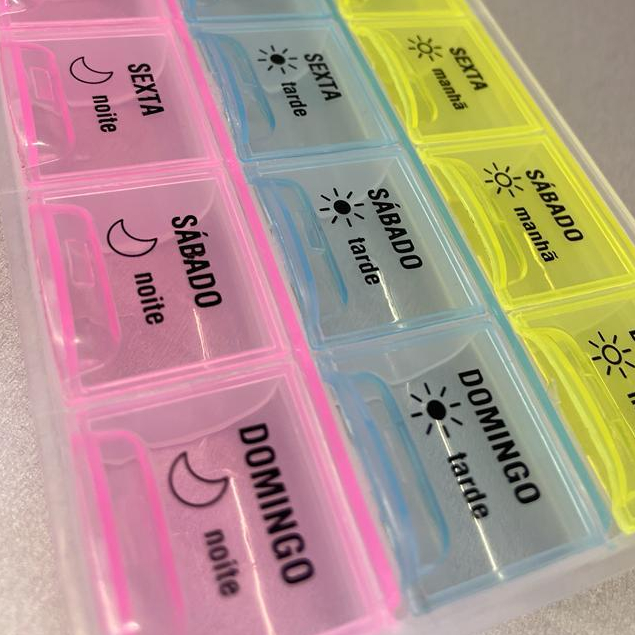 SEXTA
noite
SEXTA
tarde
SEXTA
manhã
SÁBADO
noite
SÁBADO
tarde
SÁBADO
manhã
DOMINGO
noite
DOMINGO
tarde